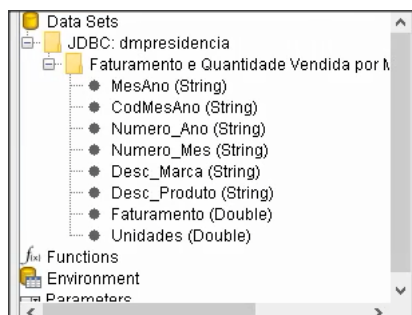 Data Sets
JDBC: dmpresidencia
Faturamento e Quantidade Vendida por M
MesAno (String)
CodMesAno (String)
Numero_Ano (String)
Numero_Mes (String)
Desc_Marca (String)
Desc_Produto (String)
Faturamento (Double)
Unidades (Double)
f(x) Functions
Environment
Parameters